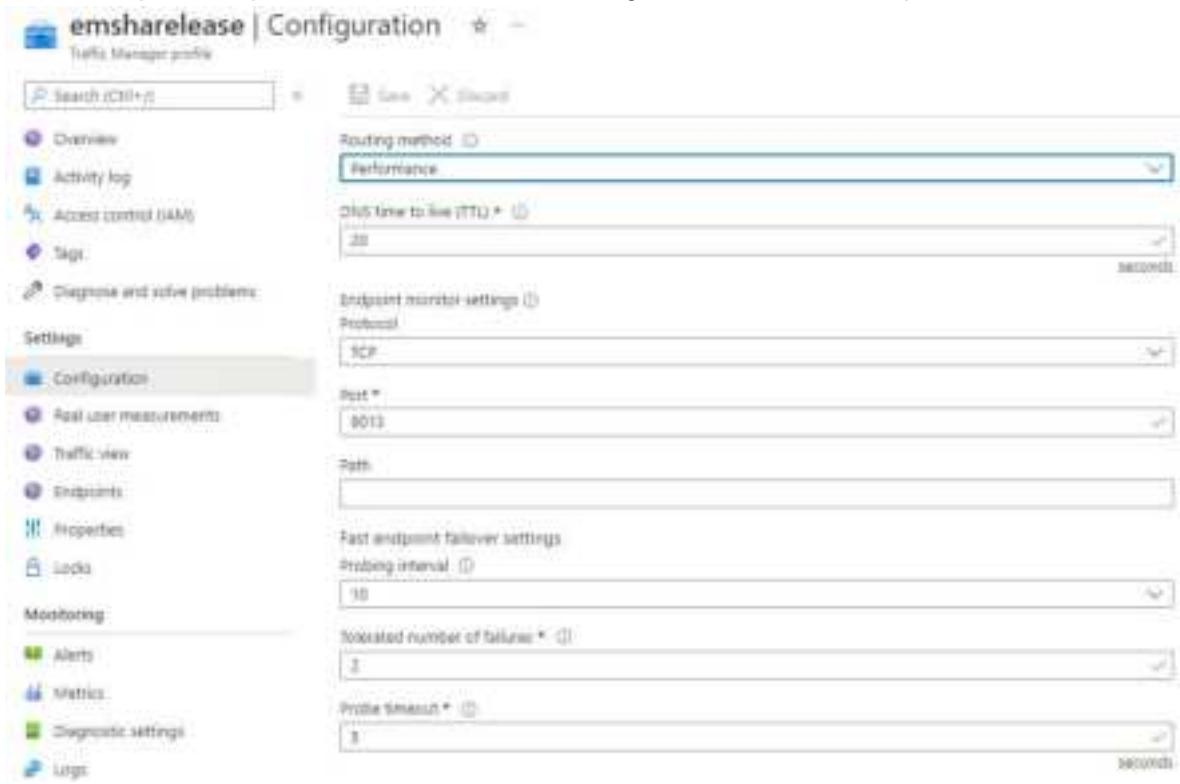 emsharelease | Configuration
Traffic Manager profile
Search (Ctrl+/)
Save Discard
Overview
Activity log
Access control (IAM)
Tags
Diagnose and solve problems
Settings
Configuration
Real user measurements
Traffic view
Endpoints
Properties
Locks
Monitoring
Alerts
Metrics
Diagnostic settings
Logs
Routing method
Performance
DNS time to live (TTL) *
20
seconds
Endpoint monitor settings
Protocol
TCP
Port *
8013
Path
Fast endpoint failover settings
Probing interval
10
Tolerated number of failures *
2
Probe timeout *
seconds